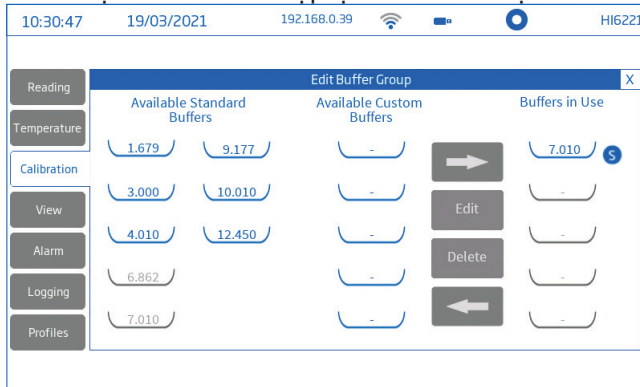 10:30:47 19/03/2021 192.168.0.39 HI6221
Edit Buffer Group X
Reading
Temperature
Calibration
View
Alarm
Logging
Profiles
Available Standard
Buffers
1.679 9.177
3.000 10.010
4.010 12.450
6.862
7.010
Available Custom
Buffers
-
-
-
-
-
Edit
Delete
Buffers in Use
7.010 S
-
-
-
-